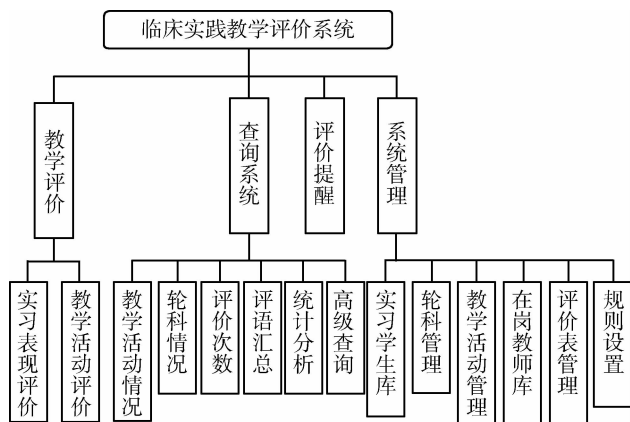 临床实践教学评价系统
教学评价
查询系统
评价提醒
系统管理
实习表现评价
教学活动评价
教学活动情况
轮科情况
评价次数
评语汇总
统计分析
高级查询
实习学生库
轮科管理
教学活动管理
在岗教师库
评价表管理
规则设置